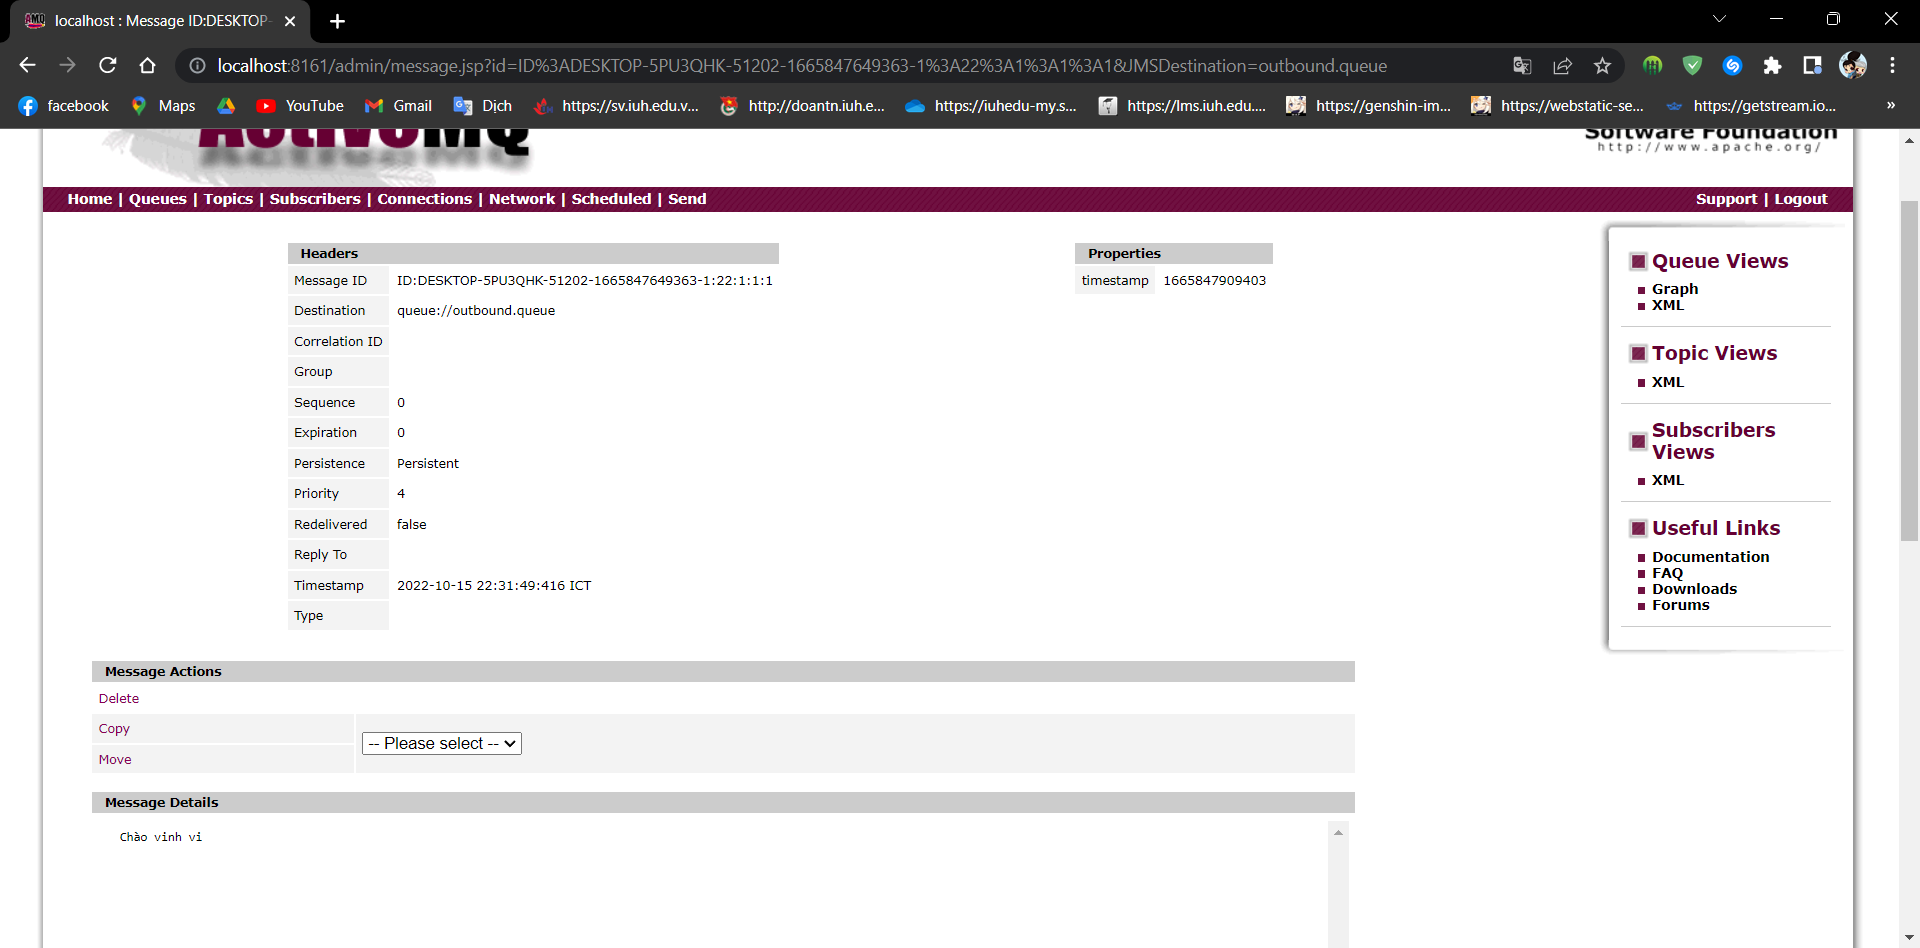 localhost : Message ID:DESKTOP-
localhost:8161/admin/message.jsp?id=ID%3ADESKTOP-5PU3QHK-51202-1665847649363-1%3A22%3A1%3A1%3A1&JMSDestination=outbound.queue
facebook Maps YouTube Gmail Dịch https://sv.iuh.edu.v... http://doantn.iuh.e... https://iuhedu-my.s... https://lms.iuh.edu.... https://genshin-im... https://webstatic-se... https://getstream.io... »
ActiveMQ
Software Foundation
http://www.apache.org/
Home | Queues | Topics | Subscribers | Connections | Network | Scheduled | Send
Support | Logout
Headers
Message ID ID:DESKTOP-5PU3QHK-51202-1665847649363-1:22:1:1:1
Destination queue://outbound.queue
Correlation ID
Group
Sequence 0
Expiration 0
Persistence Persistent
Priority 4
Redelivered false
Reply To
Timestamp 2022-10-15 22:31:49:416 ICT
Type
Properties
timestamp 1665847909403
Message Actions
Delete
Copy
-- Please select --
Move
Message Details
Chào vinh vi
Queue Views
Graph
XML
Topic Views
XML
Subscribers
Views
XML
Useful Links
Documentation
FAQ
Downloads
Forums